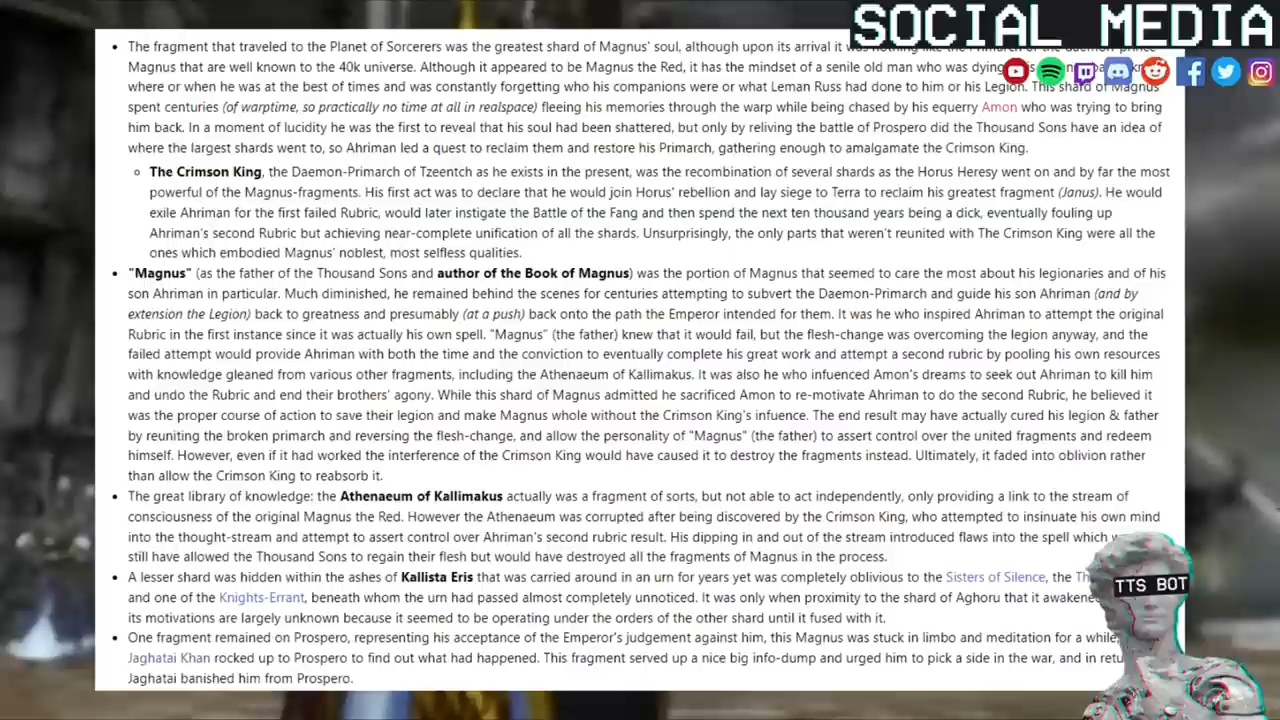 SOCIAL MEDIA
The fragment that traveled to the Planet of Sorcerers was the greatest shard of Magnus' soul, although upon its arrival it was nothing like the Primarch or the daemon-prince
Magnus that are well known to the 40k universe. Although it appeared to be Magnus the Red, it has the mindset of a senile old man who was dying
where or when he was at the best of times and was constantly forgetting who his companions were or what Leman Russ had done to him or his Legion. This shard of Magnus
spent centuries (of warptime, so practically no time at all in realspace) fleeing his memories through the warp while being chased by his equerry Amon who was trying to bring
him back. In a moment of lucidity he was the first to reveal that his soul had been shattered, but only by reliving the battle of Prospero did the Thousand Sons have an idea of
where the largest shards went to, so Ahriman led a quest to reclaim them and restore his Primarch, gathering enough to amalgamate the Crimson King.
The Crimson King, the Daemon-Primarch of Tzeentch as he exists in the present, was the recombination of several shards as the Horus Heresy went on and by far the most
powerful of the Magnus-fragments. His first act was to declare that he would join Horus' rebellion and lay siege to Terra to reclaim his greatest fragment (Janus). He would
exile Ahriman for the first failed Rubric, would later instigate the Battle of the Fang and then spend the next ten thousand years being a dick, eventually fouling up
Ahriman's second Rubric but achieving near-complete unification of all the shards. Unsurprisingly, the only parts that weren't reunited with The Crimson King were all the
ones which embodied Magnus' noblest, most selfless qualities.
"Magnus" (as the father of the Thousand Sons and author of the Book of Magnus) was the portion of Magnus that seemed to care the most about his legionaries and of his
son Ahriman in particular. Much diminished, he remained behind the scenes for centuries attempting to subvert the Daemon-Primarch and guide his son Ahriman (and by
extension the Legion) back to greatness and presumably (at a push) back onto the path the Emperor intended for them. It was he who inspired Ahriman to attempt the original
Rubric in the first instance since it was actually his own spell. "Magnus" (the father) knew that it would fail, but the flesh-change was overcoming the legion anyway, and the
failed attempt would provide Ahriman with both the time and the conviction to eventually complete his great work and attempt a second rubric by pooling his own resources
with knowledge gleaned from various other fragments, including the Athenaeum of Kallimakus. It was also he who infuenced Amon's dreams to seek out Ahriman to kill him
and undo the Rubric and end their brothers' agony. While this shard of Magnus admitted he sacrificed Amon to re-motivate Ahriman to do the second Rubric, he believed it
was the proper course of action to save their legion and make Magnus whole without the Crimson King's infuence. The end result may have actually cured his legion & father
by reuniting the broken primarch and reversing the flesh-change, and allow the personality of "Magnus" (the father) to assert control over the united fragments and redeem
himself. However, even if it had worked the interference of the Crimson King would have caused it to destroy the fragments instead. Ultimately, it faded into oblivion rather
than allow the Crimson King to reabsorb it.
The great library of knowledge: the Athenaeum of Kallimakus actually was a fragment of sorts, but not able to act independently, only providing a link to the stream of
consciousness of the original Magnus the Red. However the Athenaeum was corrupted after being discovered by the Crimson King, who attempted to insinuate his own mind
into the thought-stream and attempt to assert control over Ahriman's second rubric result. His dipping in and out of the stream introduced flaws into the spell which
still have allowed the Thousand Sons to regain their flesh but would have destroyed all the fragments of Magnus in the process.
A lesser shard was hidden within the ashes of Kallista Eris that was carried around in an urn for years yet was completely oblivious to the Sisters of Silence, the
and one of the Knights-Errant, beneath whom the urn had passed almost completely unnoticed. It was only when proximity to the shard of Aghoru that it
its motivations are largely unknown because it seemed to be operating under the orders of the other shard until it fused with it.
One fragment remained on Prospero, representing his acceptance of the Emperor's judgement against him, this Magnus was stuck in limbo and meditation for a while,
Jaghatai Khan rocked up to Prospero to find out what had happened. This fragment served up a nice big info-dump and urged him to pick a side in the war, and in
Jaghatai banished him from Prospero.
TTS BOT